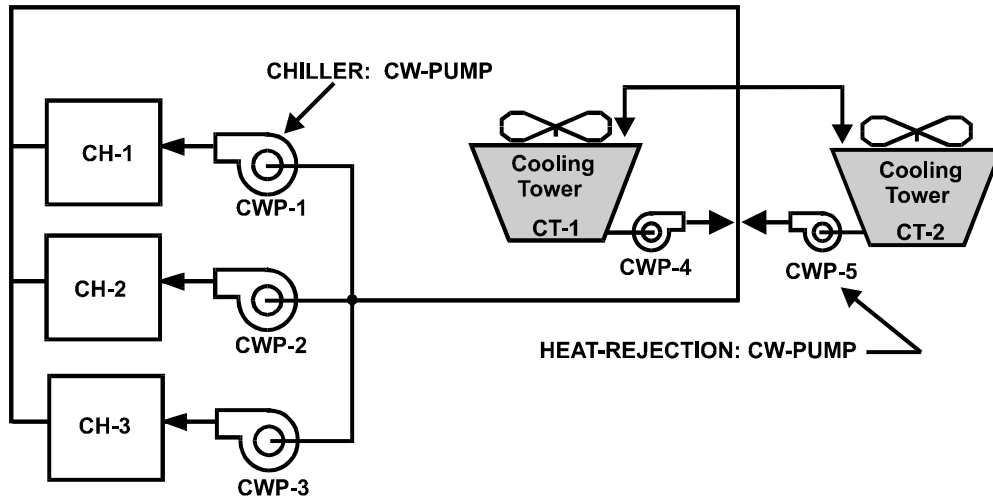 CHILLER: CW-PUMP
CH-1
CWP-1
Cooling
Tower
CT-1
Cooling
Tower
CT-2
CWP-4
CWP-5
CH-2
CWP-2
HEAT-REJECTION: CW-PUMP
CH-3
CWP-3